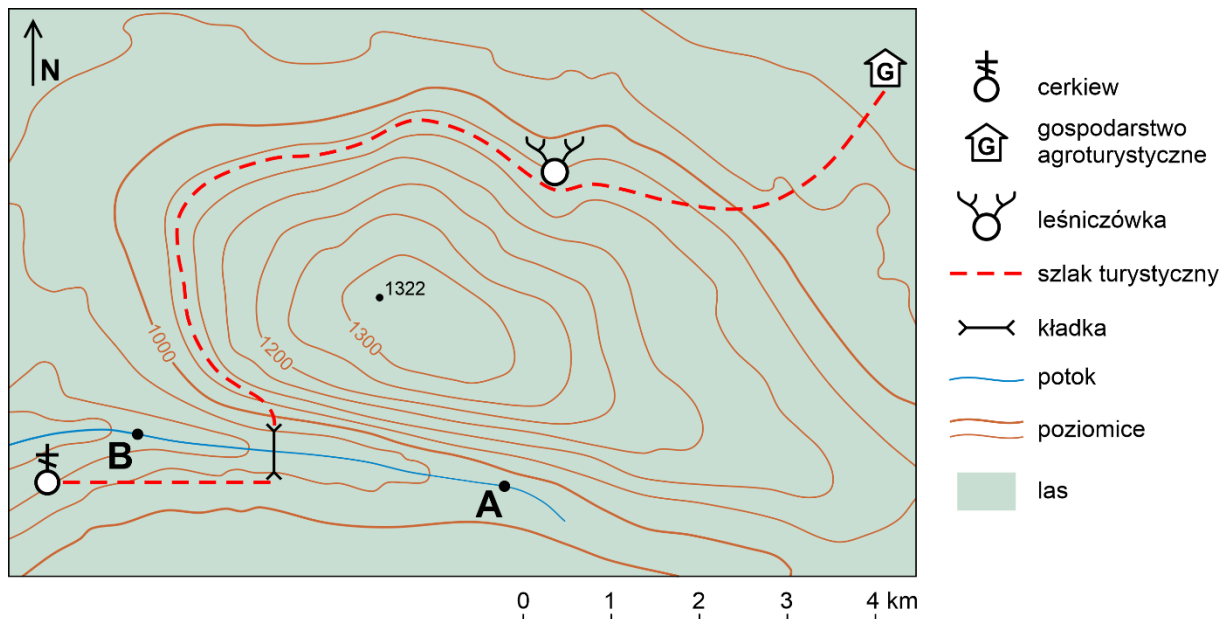 N
1322
1000
1200
1300
G
B
A
0 1 2 3 4 km
cerkiew
G
gospodarstwo
agroturystyczne
leśniczówka
szlak turystyczny
kładka
potok
poziomice
las